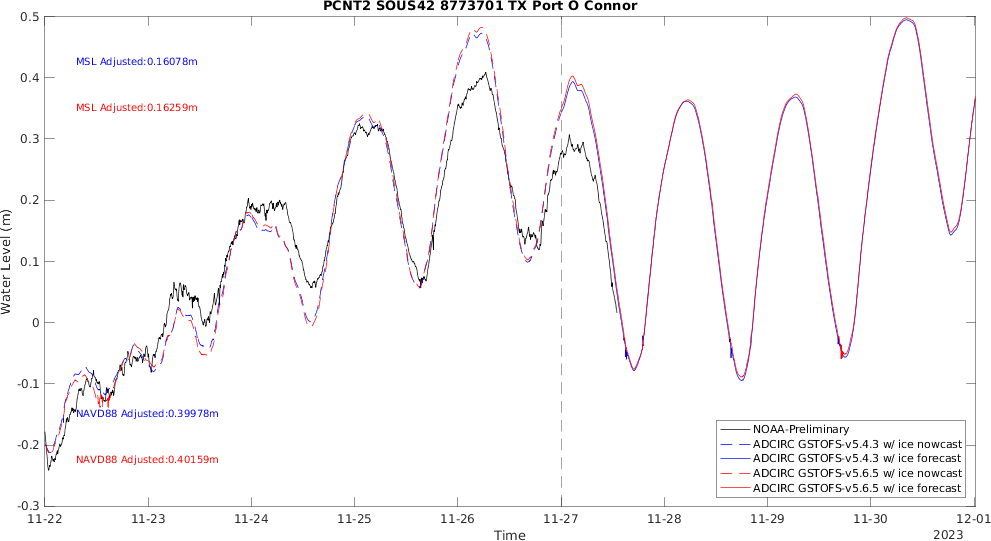 PCNT2 SOUS42 8773701 TX Port O Connor
0.5
MSL Adjusted:0.16078m
0.4
MSL Adjusted:0.16259m
0.3
0.2
Water Level (m)
0.1
0
-0.1
NAVD88 Adjusted:0.39978m
-0.2
NAVD88 Adjusted:0.40159m
-0.3
NOAA-Preliminary
ADCIRC GSTOFS-v5.4.3 w/ ice nowcast
ADCIRC GSTOFS-v5.4.3 w/ ice forecast
ADCIRC GSTOFS-v5.6.5 w/ ice nowcast
ADCIRC GSTOFS-v5.6.5 w/ ice forecast
11-22 11-23 11-24 11-25 11-26 11-27 11-28 11-29 11-30 12-01
Time
2023